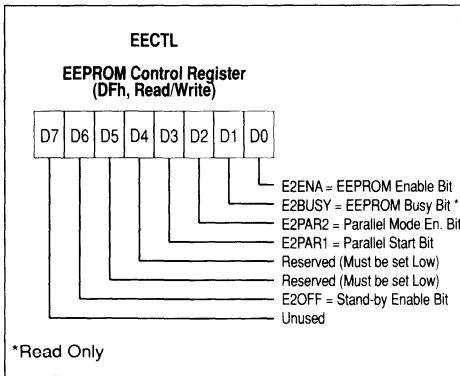 EECTL
EEPROM Control Register
(DFh, Read/Write)
D7 D6 D5 D4 D3 D2 D1 D0
E2ENA = EEPROM Enable Bit
E2BUSY = EEPROM Busy Bit *
E2PAR2 = Parallel Mode En. Bit
E2PAR1 = Parallel Start Bit
Reserved (Must be set Low)
Reserved (Must be set Low)
E2OFF = Stand-by Enable Bit
Unused
*Read Only